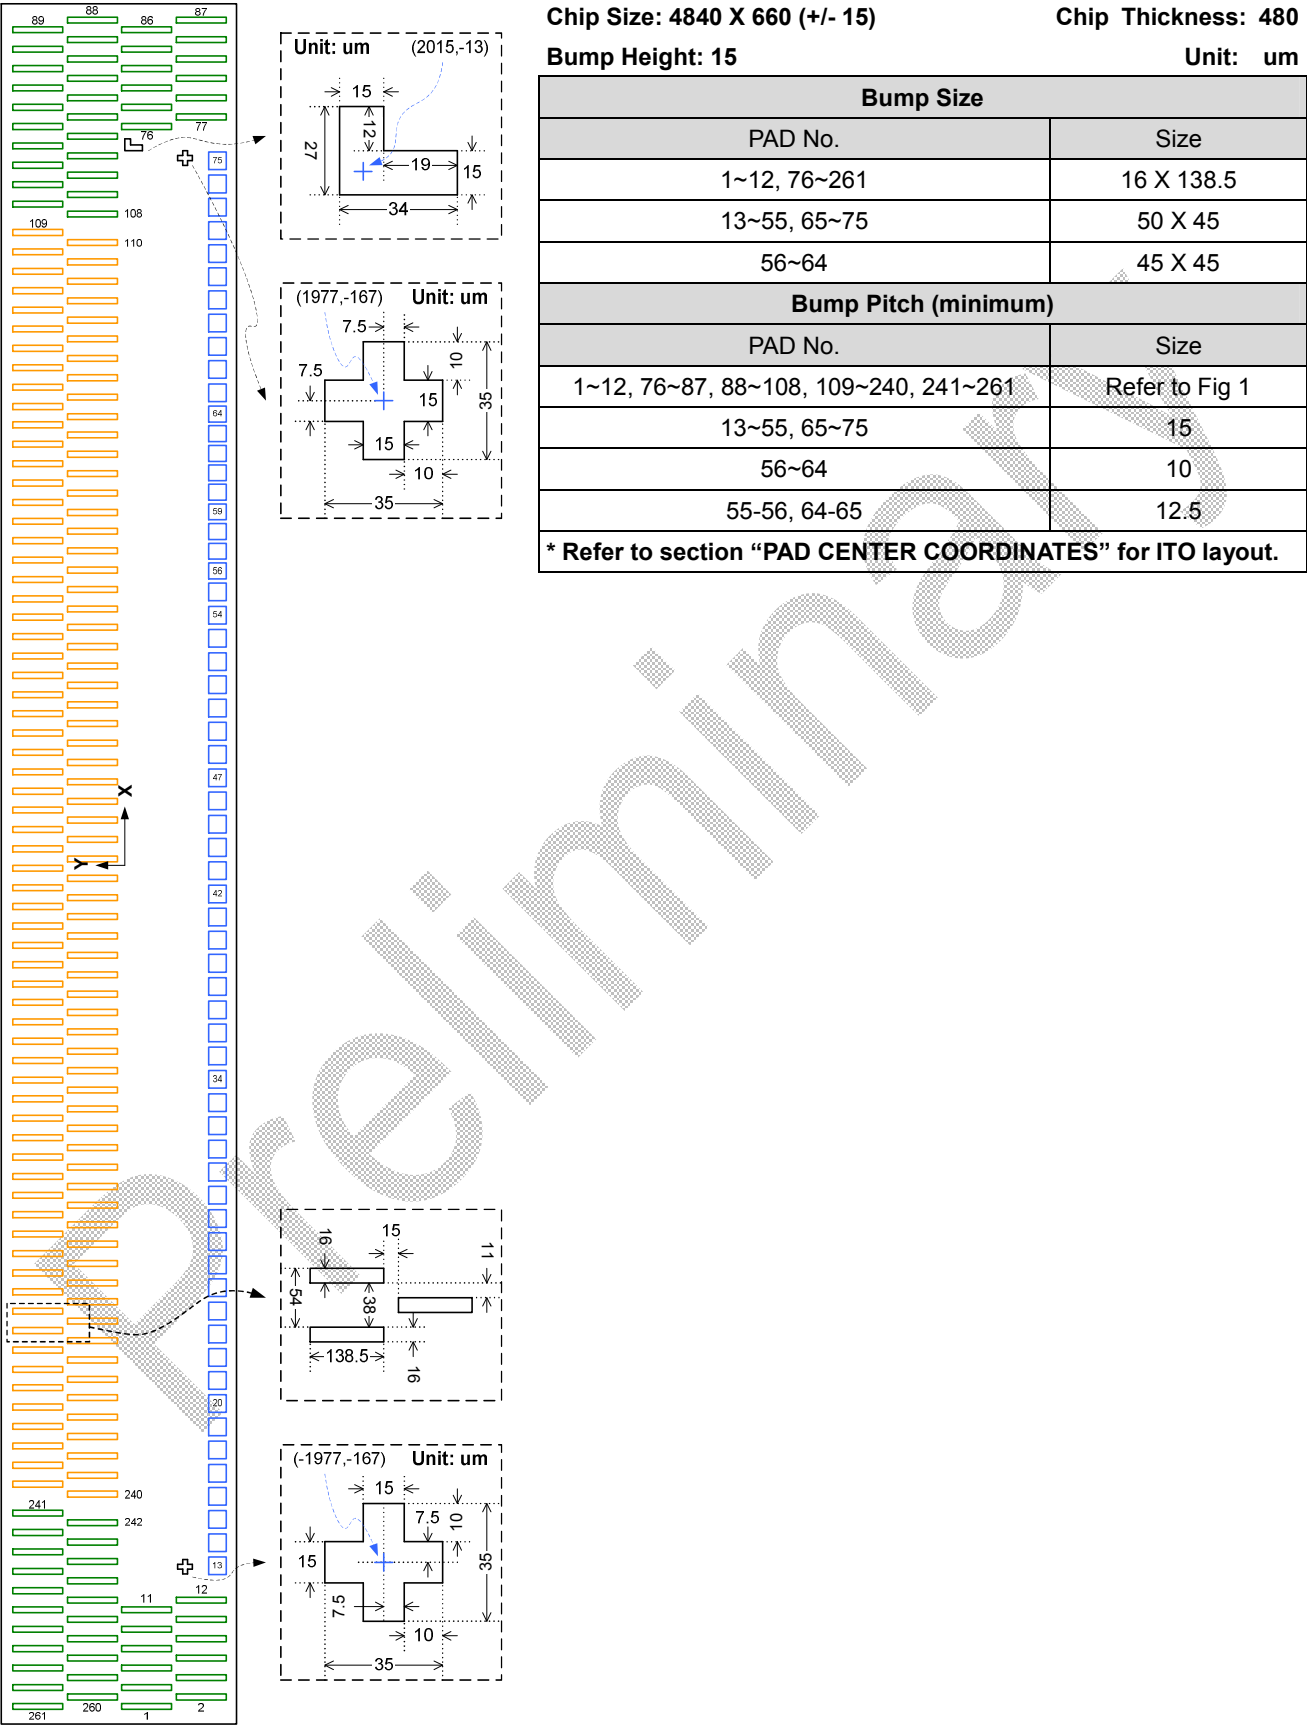 Chip Size: 4840 X 660 (+/- 15) Chip Thickness: 480
Bump Height: 15 Unit: um
Bump Size
PAD No. Size
1~12, 76~261 16 X 138.5
13~55, 65~75 50 X 45
56~64 45 X 45
Bump Pitch (minimum)
PAD No. Size
1~12, 76~87, 88~108, 109~240, 241~261 Refer to Fig 1
13~55, 65~75 15
56~64 10
55-56, 64-65 12.5
* Refer to section “PAD CENTER COORDINATES” for ITO layout.
89 88 86 87
76 77
75
108
109
110
64
59
56
54
47
X
Y
42
34
20
240
241
242
13
11 12
261 260 1 2
Unit: um (2015,-13)
15
12
27
19
15
34
(1977,-167) Unit: um
7.5
10
7.5
15
35
15
10
35
16
15
11
54
38
138.5
16
(-1977,-167) Unit: um
15
7.5
10
15
35
7.5
10
35
Preliminary